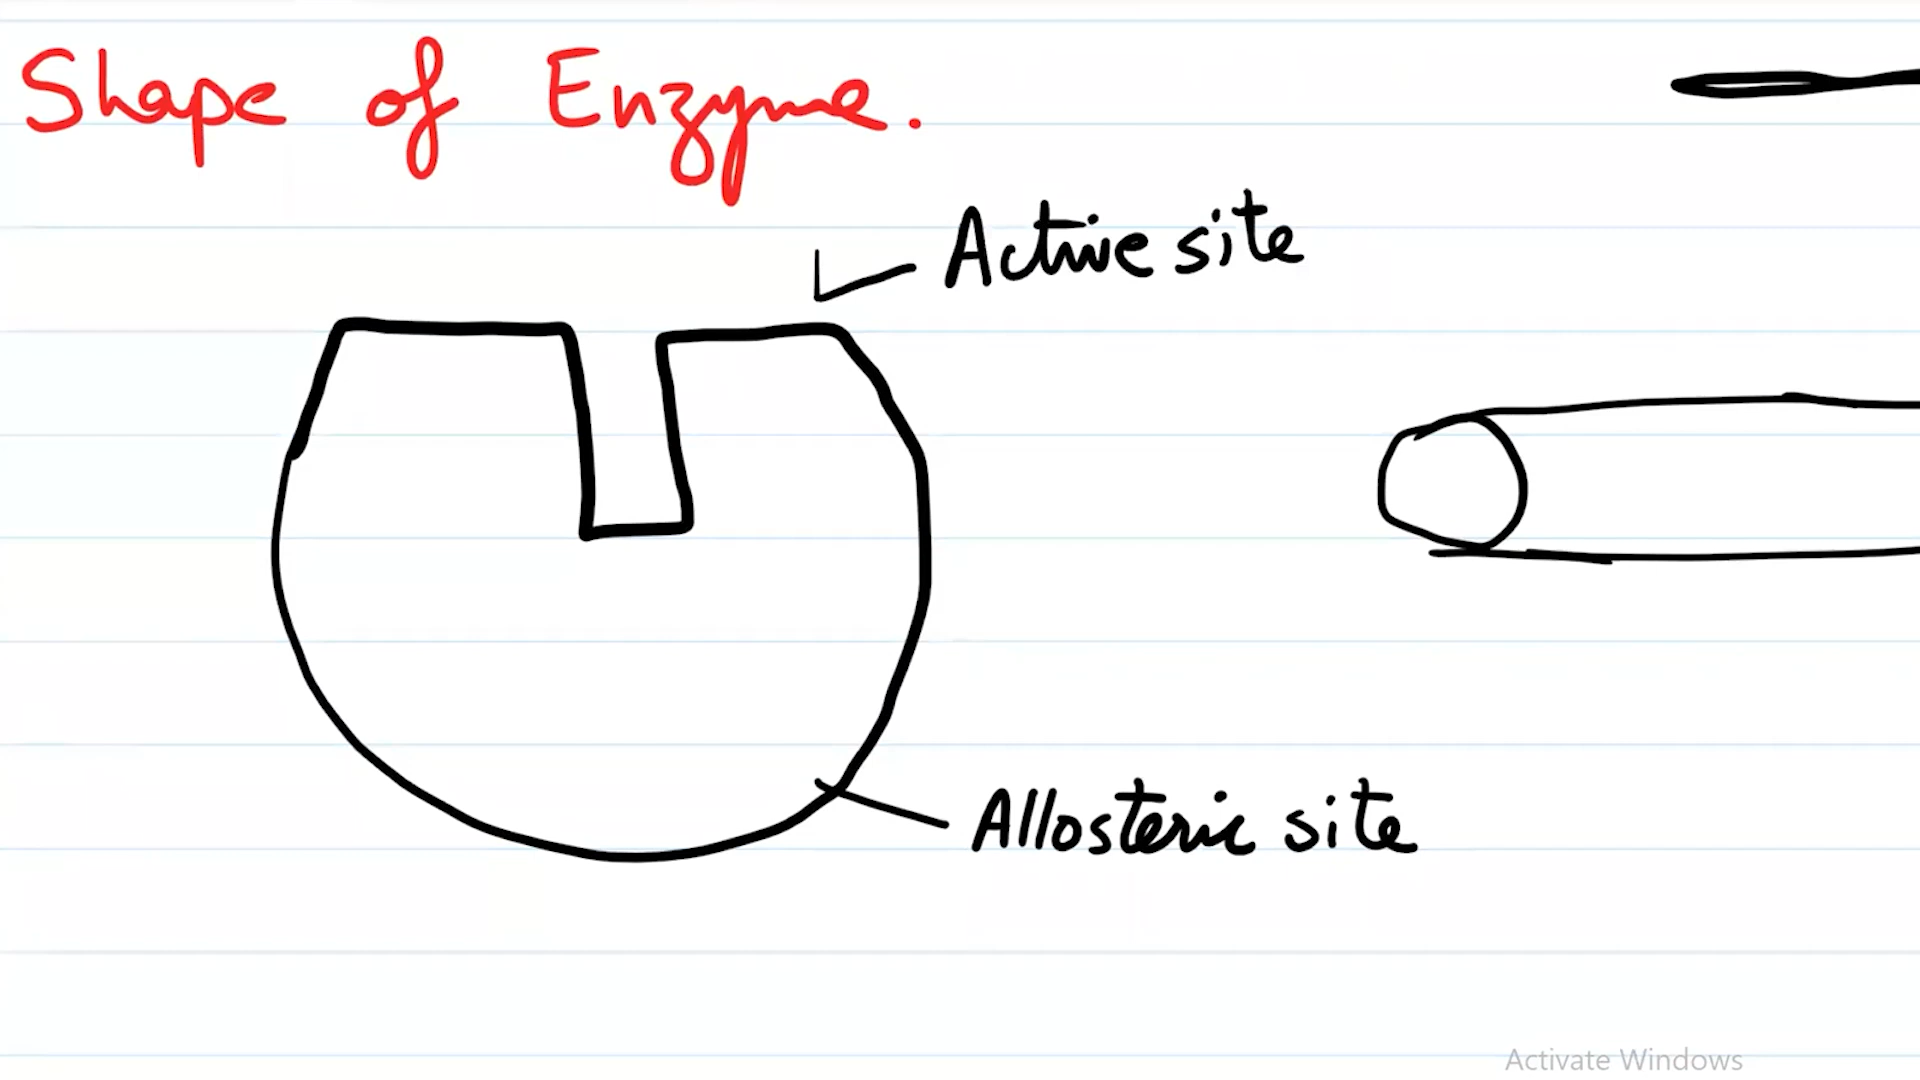 Shape of Enzyme.
Active site
Allosteric site
Activate Windows